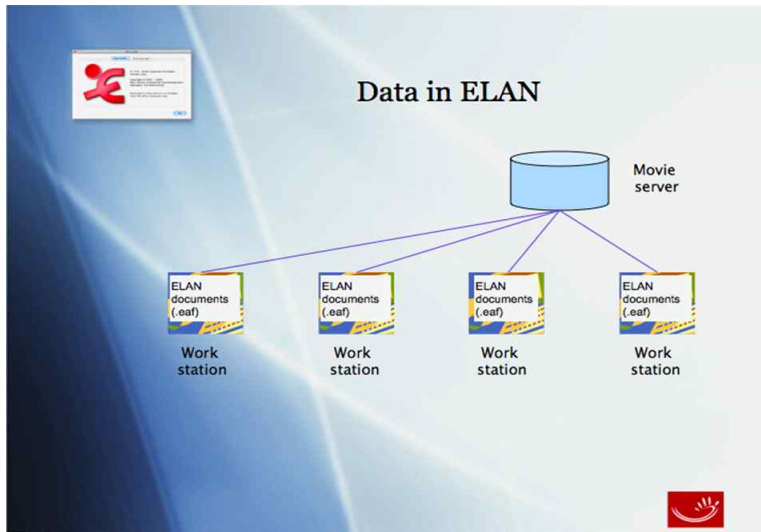 Data in ELAN
Movie
server
ELAN
documents
(.eaf)
ELAN
documents
(.eaf)
ELAN
documents
(.eaf)
ELAN
documents
(.eaf)
Work
station
Work
station
Work
station
Work
station